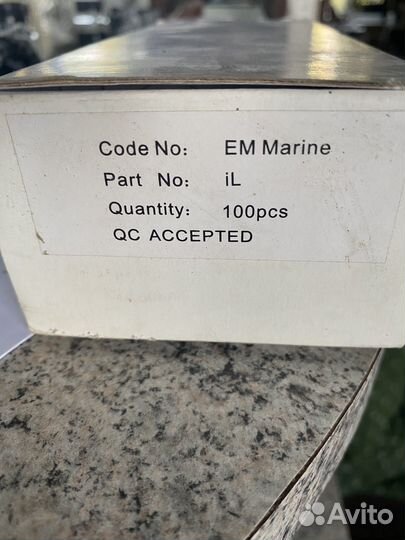 Code No: EM Marine
Part No: iL
Quantity: 100pcs
QC ACCEPTED
Avito